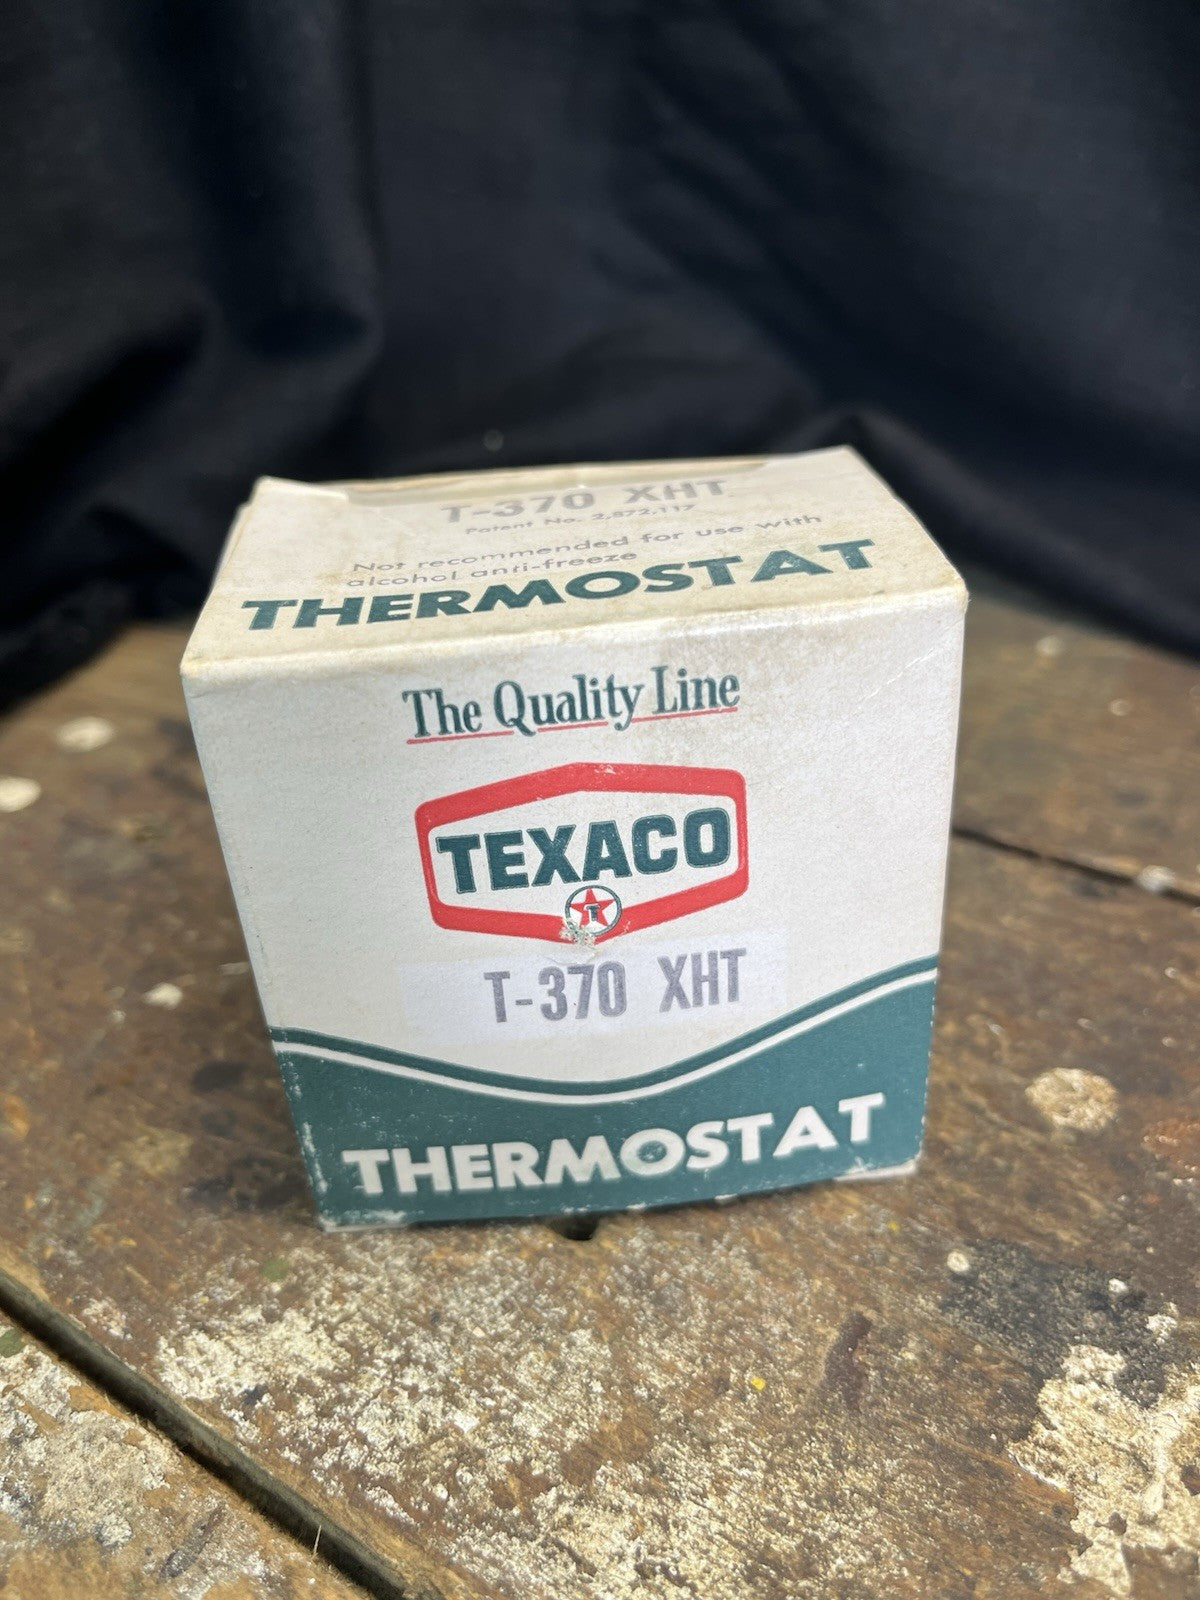 T-370 XHT
Patent No. 2,872,117
Not recommended for use with
alcohol anti-freeze
THERMOSTAT
The Quality Line
TEXACO
T
T-370 XHT
THERMOSTAT